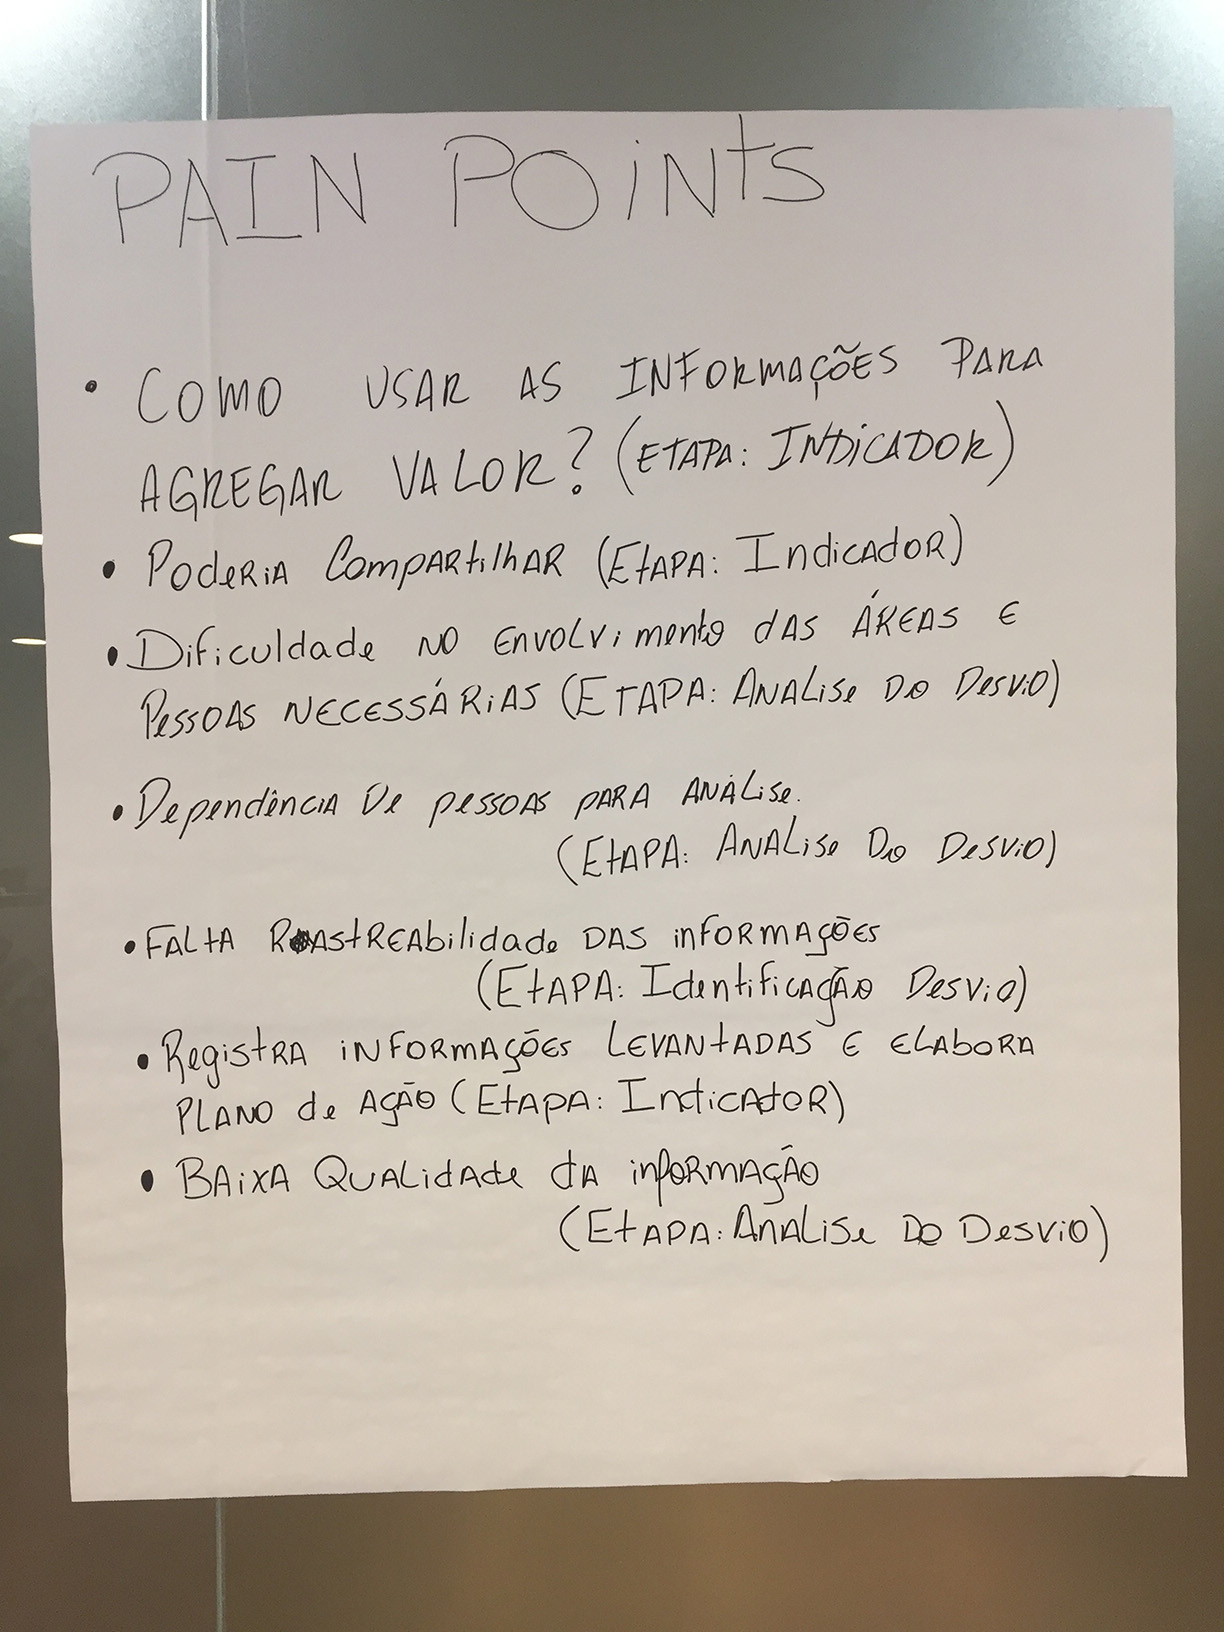 PAIN POINTS
• COMO USAR AS INFORMAÇÕES PARA
AGREGAR VALOR? (ETAPA: INDICADOR)
• Poderia Compartilhar (Etapa: Indicador)
• Dificuldade no envolvimento das áreas e
pessoas necessárias (Etapa: Analise do Desvio)
• Dependência de pessoas para análise.
(Etapa: Analise do Desvio)
• Falta Rastreabilidade das informações
(Etapa: Identificação Desvio)
• Registra informações levantadas e elabora
plano de ação (Etapa: Indicador)
• Baixa Qualidade da informação
(Etapa: Analise do Desvio)